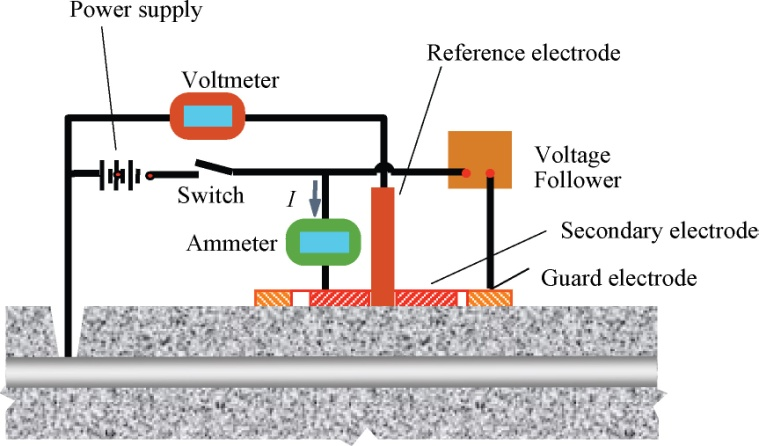 Power supply
Reference electrode
Voltmeter
Voltage
Follower
Switch
I
Ammeter
Secondary electrode
Guard electrode